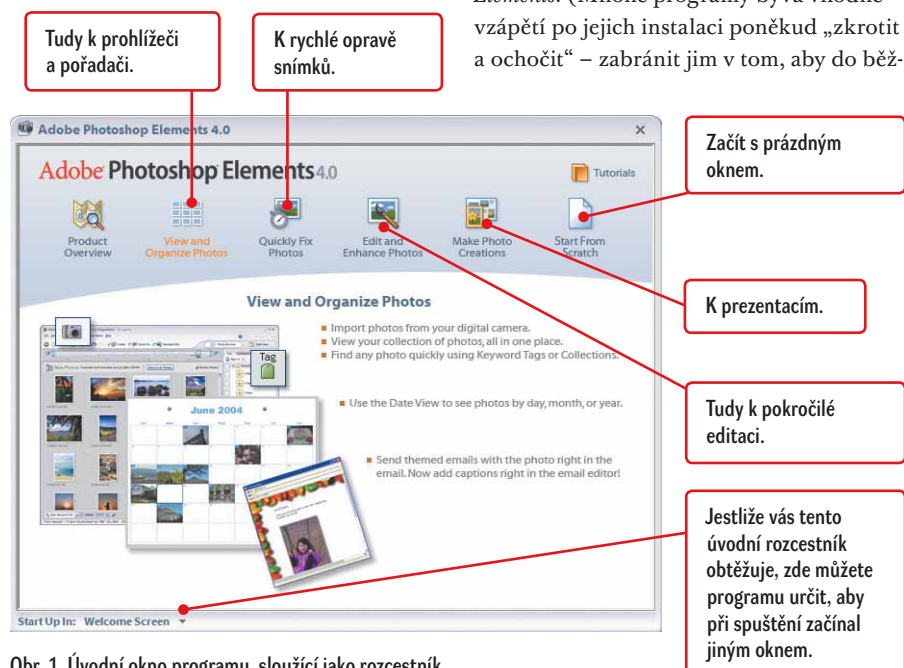 Elements. (Mnohé programy bývá vhodné
vzápětí po jejich instalaci poněkud „zkrotit
a ochočit“ – zabránit jim v tom, aby do běž-
Tudy k prohlížeči
a pořadači.
K rychlé opravě
snímků.
Adobe Photoshop Elements 4.0
Adobe Photoshop Elements 4.0
Tutorials
Product
Overview
View and
Organize Photos
Quickly Fix
Photos
Edit and
Enhance Photos
Make Photo
Creations
Start From
Scratch
View and Organize Photos
Import photos from your digital camera.
View your collection of photos, all in one place.
Find any photo quickly using Keyword Tags or Collections.
Tag
June 2004
Use the Date View to see photos by day, month, or year.
Send themed emails with the photo right in the
email. Now add captions right in the email editor!
Start Up In: Welcome Screen
Začít s prázdným
oknem.
K prezentacím.
Tudy k pokročilé
editaci.
Jestliže vás tento
úvodní rozcestník
obtěžuje, zde můžete
programu určit, aby
při spuštění začínal
jiným oknem.
Obr. 1 Úvodní okno programu, sloužící jako rozcestník